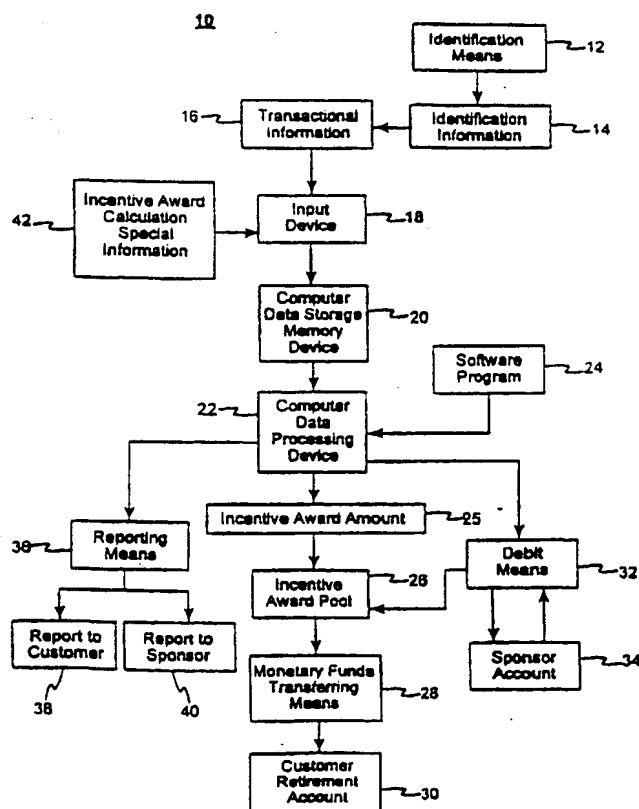 10
Identification
Means
12
16
Transactional
Information
Identification
Information
14
42
Incentive Award
Calculation
Special
Information
Input
Device
18
Computer
Data Storage
Memory
Device
20
Software
Program
24
22
Computer
Data
Processing
Device
Incentive Award Amount
25
36
Reporting
Means
Incentive
Award Pool
26
Debit
Means
32
Report to
Customer
Report to
Sponsor
38
40
Monetary Funds
Transferring
Means
28
Sponsor
Account
34
Customer
Retirement
Account
30